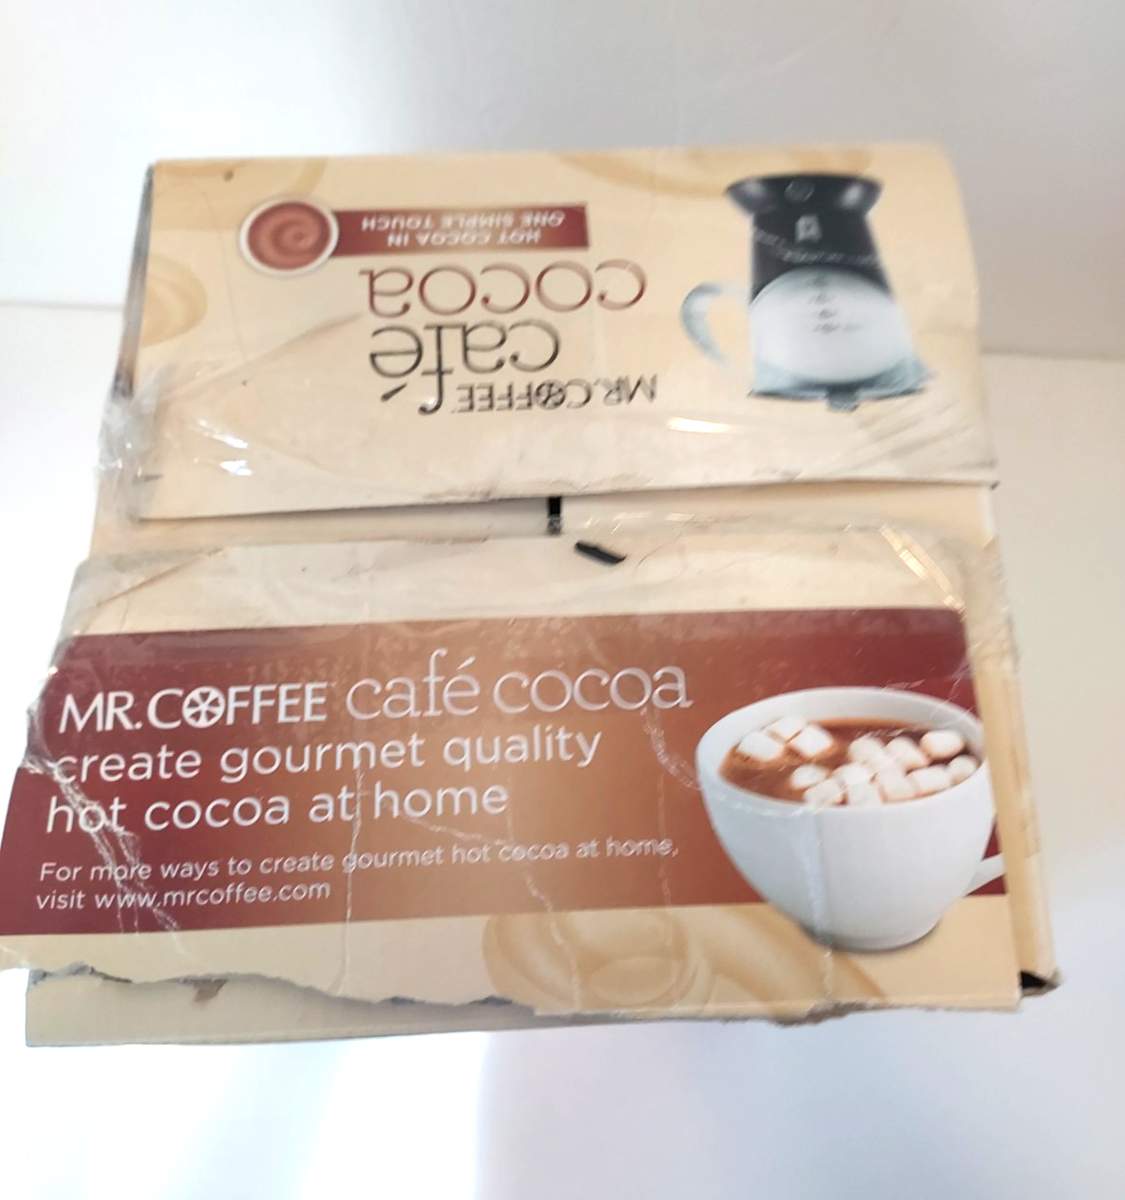 HOT COCOA IN
ONE SIMPLE TOUCH
MR.COFFEE
café
cocoa
MR.COFFEE café cocoa
create gourmet quality
hot cocoa at home
For more ways to create gourmet hot cocoa at home,
visit www.mrcoffee.com